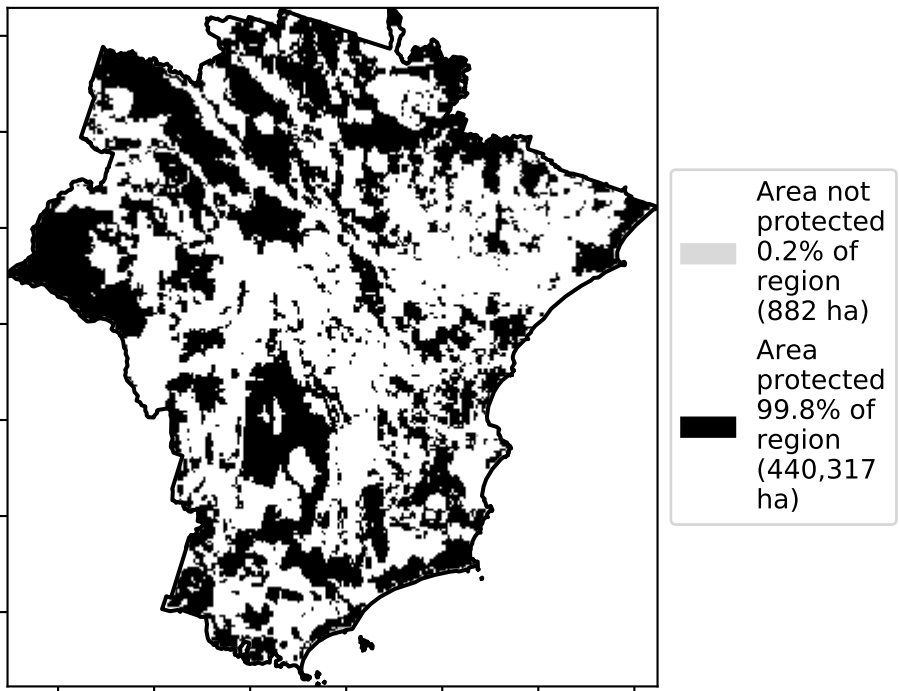 Area not
protected
0.2% of
region
(882 ha)
Area
protected
99.8% of
region
(440,317
ha)